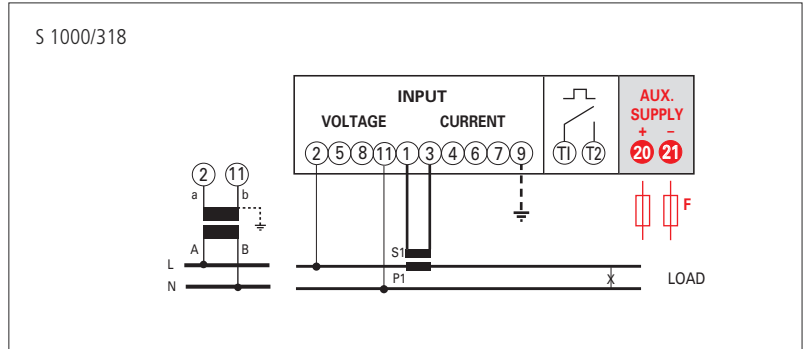 S 1000/318
INPUT
VOLTAGE CURRENT
AUX.
SUPPLY
+ −
2 5 8 11 1 3 4 6 7 9 T1 T2 20 21
2 11
a b
F
A B
S1
L
P1
X LOAD
N